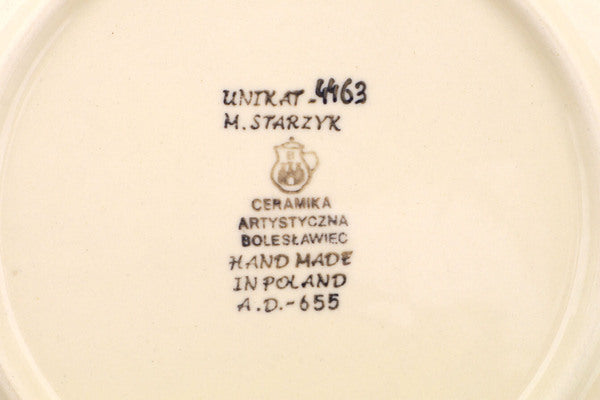 UNIKAT-4463
M. STARZYK
CERAMIKA
ARTYSTYCZNA
BOLESŁAWIEC
HAND MADE
IN POLAND
A.D.-655